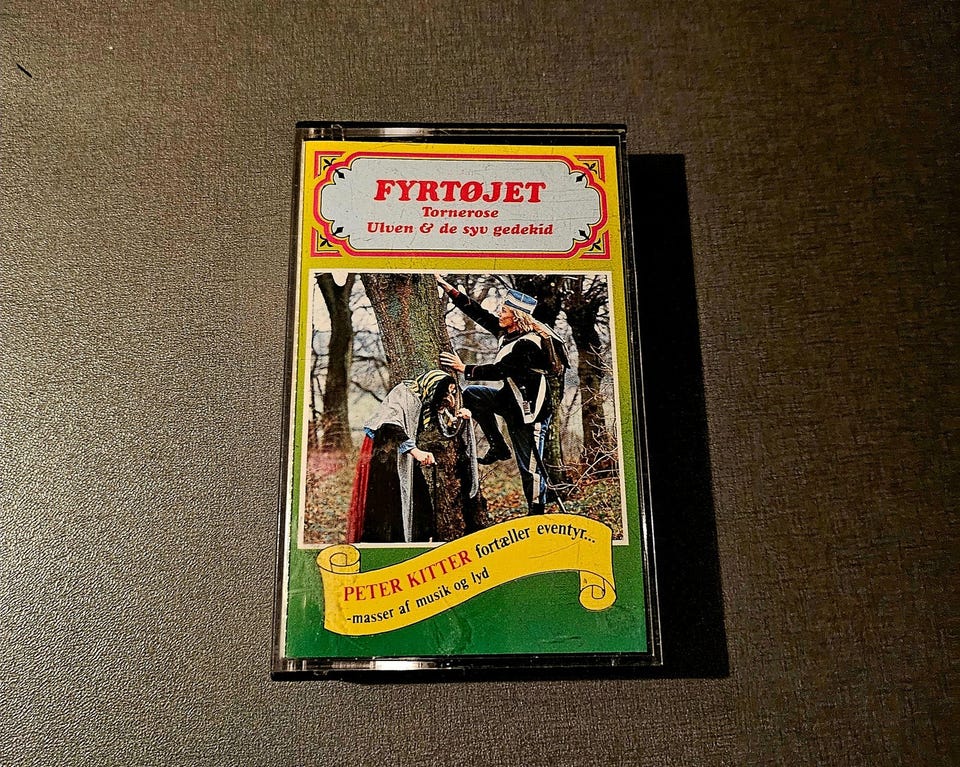 FYRTØJET
Tornerose
Ulven & de syv gedekid
PETER KITTER fortæller eventyr...
-masser af musik og lyd